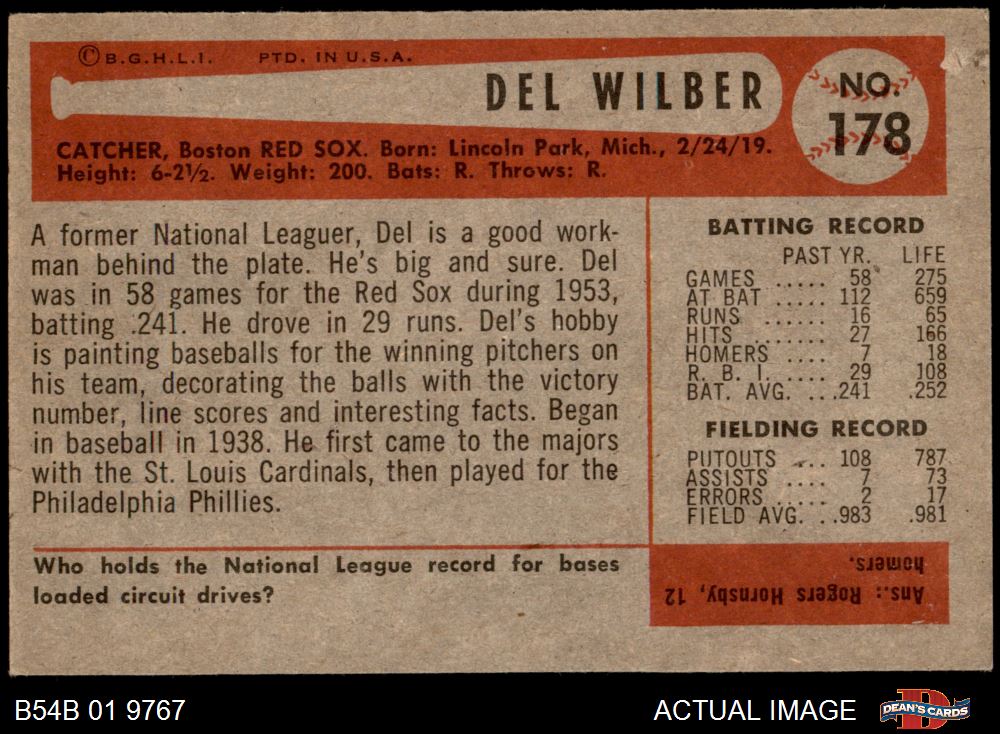 © B.G.H.L.I. PTD. IN U.S.A.
DEL WILBER
NO.
178
CATCHER, Boston RED SOX. Born: Lincoln Park, Mich., 2/24/19.
Height: 6-2½. Weight: 200. Bats: R. Throws: R.
A former National Leaguer, Del is a good work-
man behind the plate. He's big and sure. Del
was in 58 games for the Red Sox during 1953,
batting .241. He drove in 29 runs. Del's hobby
is painting baseballs for the winning pitchers on
his team, decorating the balls with the victory
number, line scores and interesting facts. Began
in baseball in 1938. He first came to the majors
with the St. Louis Cardinals, then played for the
Philadelphia Phillies.
BATTING RECORD
PAST YR. LIFE
GAMES ..... 58 275
AT BAT ..... 112 659
RUNS ...... 16 65
HITS ....... 27 166
HOMERS .... 7 18
R. B. I. .... 29 108
BAT. AVG. ...241 .252
FIELDING RECORD
PUTOUTS .... 108 787
ASSISTS .... 7 73
ERRORS ..... 2 17
FIELD AVG. ..983 .981
Who holds the National League record for bases
loaded circuit drives?
Ans.: Rogers Hornsby, 12
homers.
B54B 01 9767
ACTUAL IMAGE
D
DEAN'S CARDS